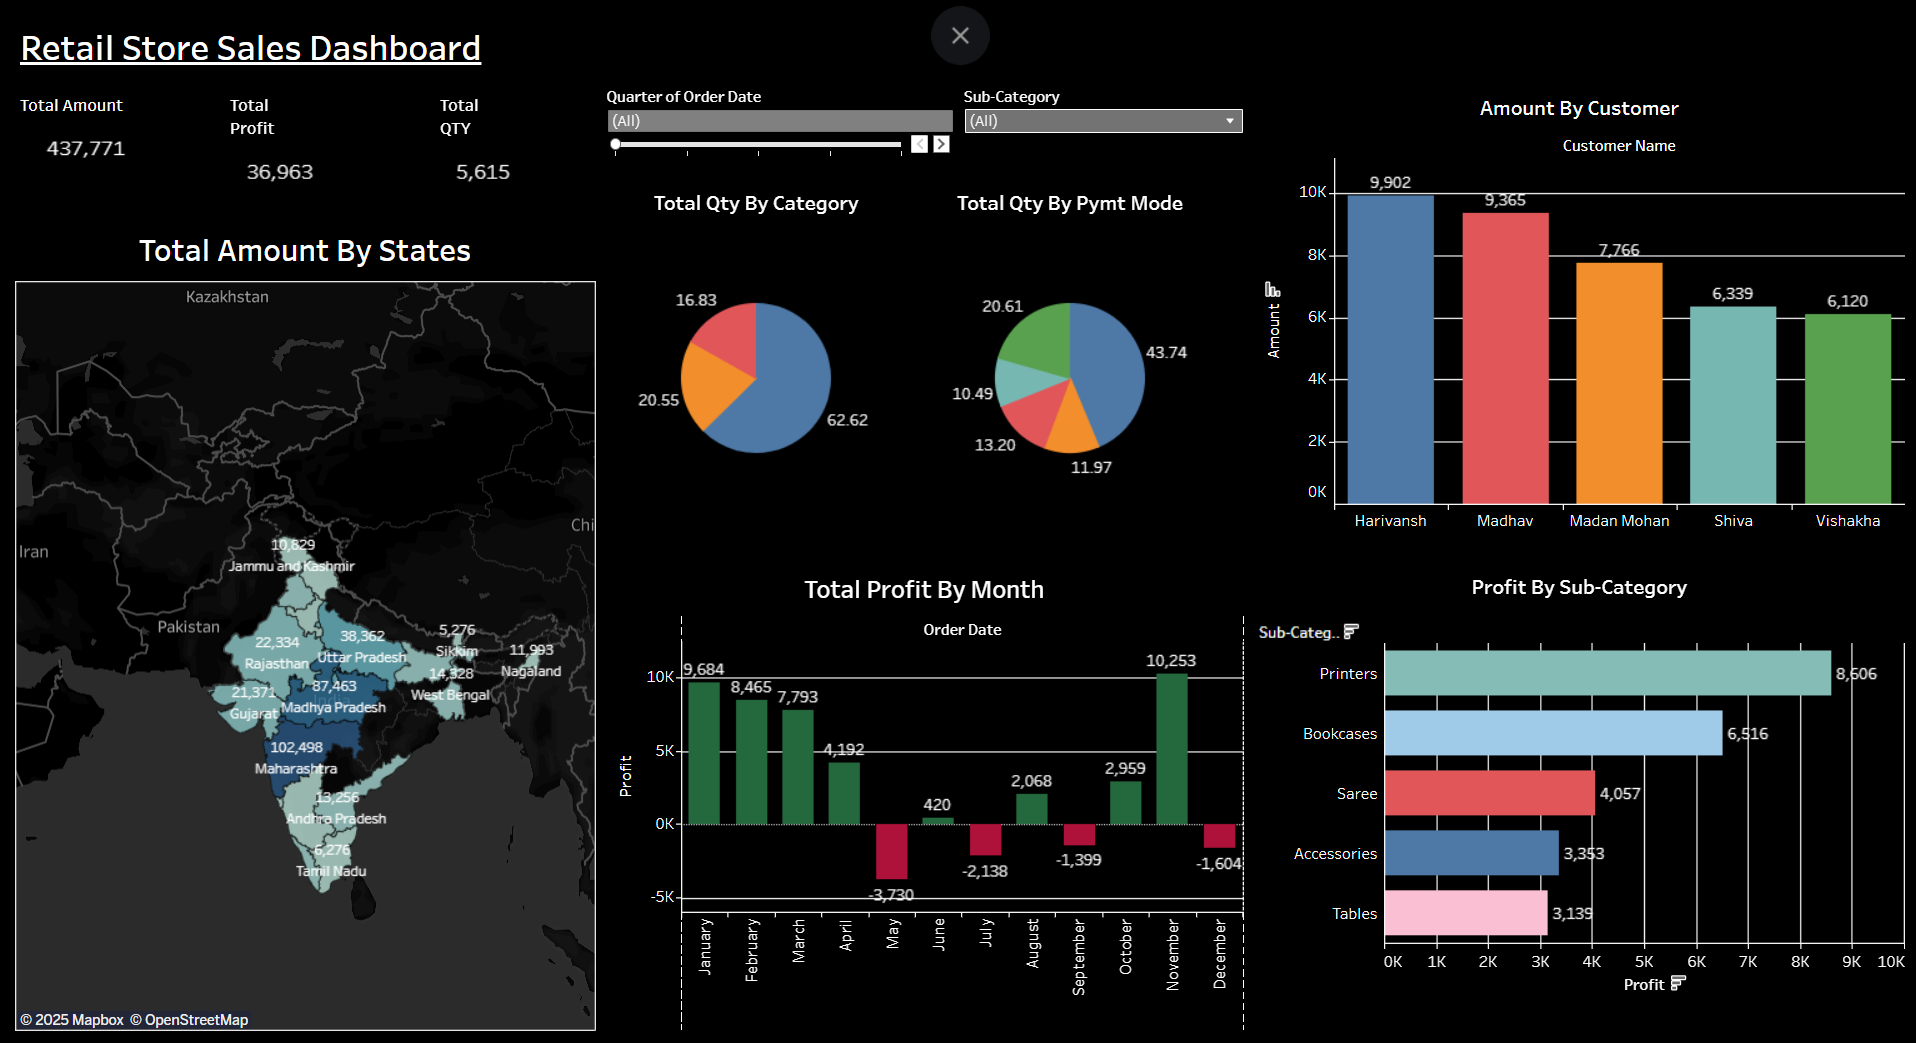 Retail Store Sales Dashboard
Total Amount
437,771
Total
Profit
36,963
Total
QTY
5,615
Quarter of Order Date
(All)
Sub-Category
(All)
Total Amount By States
Kazakhstan
Iran
Chi
Pakistan
India
10,829
Jammu and Kashmir
22,334
Rajasthan
38,362
Uttar Pradesh
5,276
Sikkim
11,993
Nagaland
14,328
West Bengal
21,371
Gujarat
87,463
Madhya Pradesh
102,498
Maharashtra
13,256
Andhra Pradesh
6,276
Tamil Nadu
© 2025 Mapbox © OpenStreetMap
Total Qty By Category
16.83
20.55
62.62
Total Qty By Pymt Mode
20.61
43.74
10.49
13.20
11.97
Amount By Customer
Customer Name
Amount
10K
8K
6K
4K
2K
0K
9,902
9,365
7,766
6,339
6,120
Harivansh
Madhav
Madan Mohan
Shiva
Vishakha
Total Profit By Month
Order Date
Profit
10K
5K
0K
-5K
9,684
8,465
7,793
4,192
-3,730
420
-2,138
2,068
-1,399
2,959
10,253
-1,604
January
February
March
April
May
June
July
August
September
October
November
December
Profit By Sub-Category
Sub-Categ..
Printers
8,606
Bookcases
6,516
Saree
4,057
Accessories
3,353
Tables
3,139
0K
1K
2K
3K
4K
5K
6K
7K
8K
9K
10K
Profit